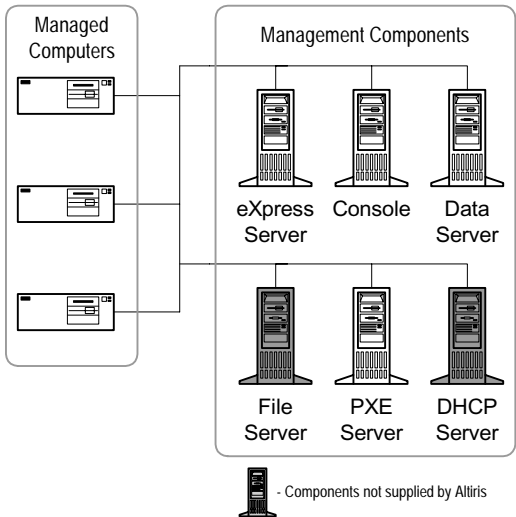 Managed
Computers
Management Components
eXpress
Server
Console
Data
Server
File
Server
PXE
Server
DHCP
Server
- Components not supplied by Altiris